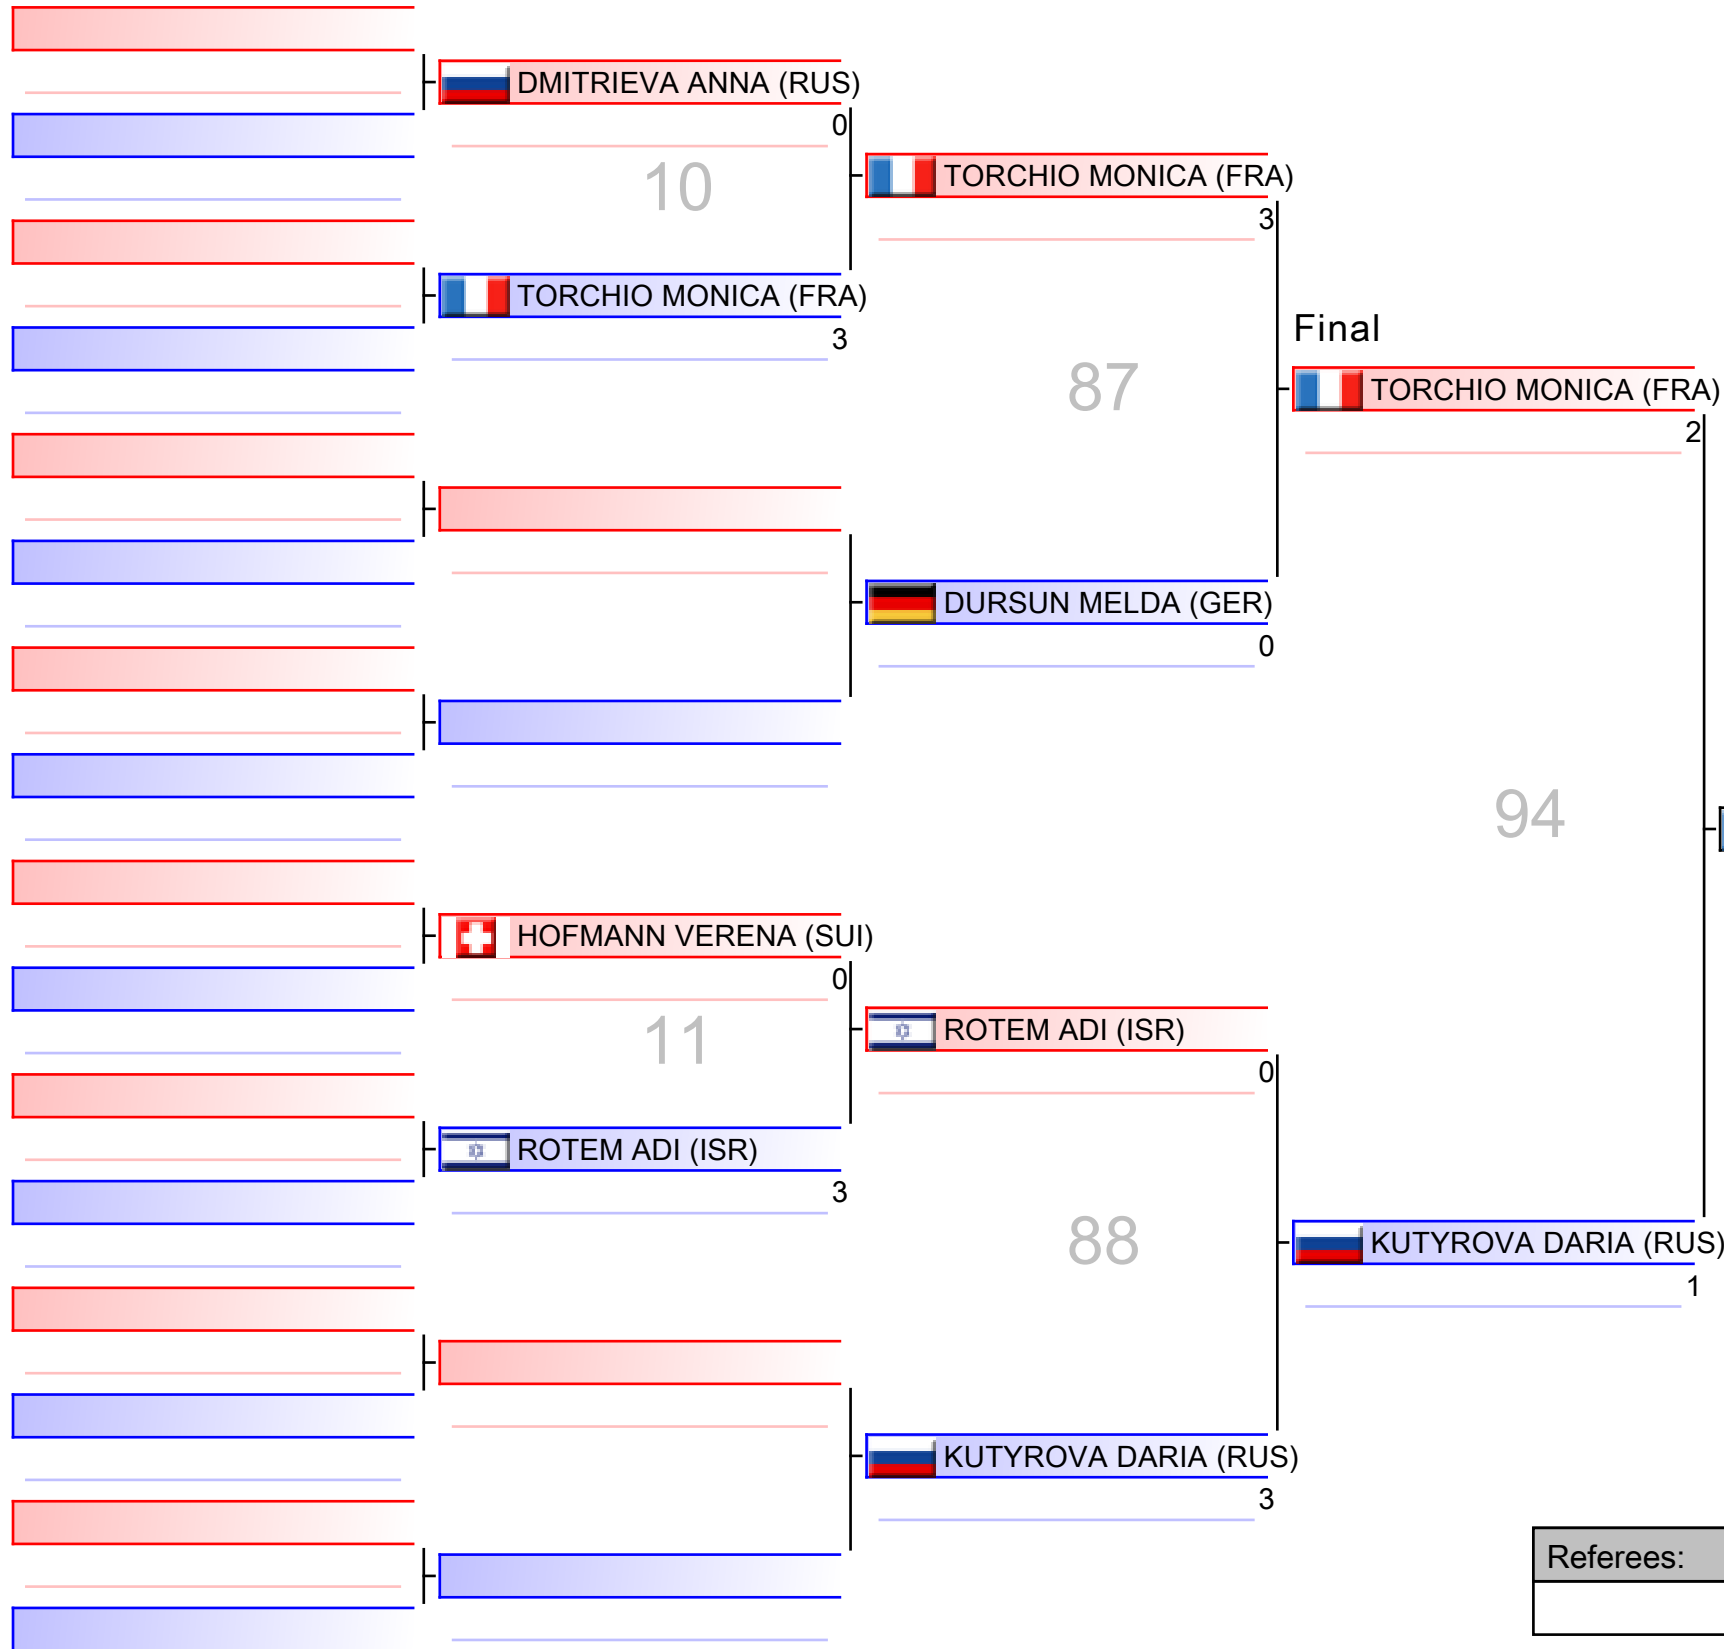 DMITRIEVA ANNA (RUS)
0
10
TORCHIO MONICA (FRA)
3
TORCHIO MONICA (FRA)
3
87
DURSUN MELDA (GER)
0
Final
TORCHIO MONICA (FRA)
2
94
HOFMANN VERENA (SUI)
0
11
ROTEM ADI (ISR)
3
ROTEM ADI (ISR)
0
88
KUTYROVA DARIA (RUS)
3
KUTYROVA DARIA (RUS)
1
Referees: